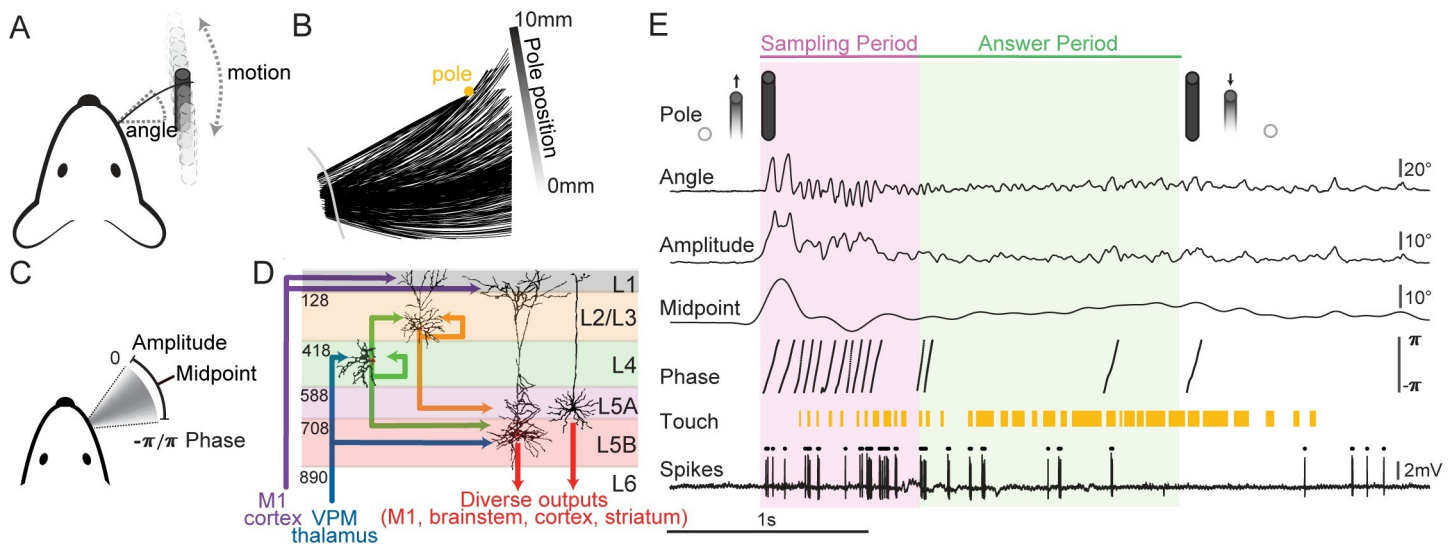 A
motion
angle
B
10mm
pole
Pole position
0mm
C
0
Amplitude
Midpoint
-π/π Phase
D
L1
128
L2/L3
418
L4
588
L5A
708
L5B
890
L6
M1
cortex
VPM
thalamus
Diverse outputs
(M1, brainstem, cortex, striatum)
E
Sampling Period
Answer Period
Pole
Angle
20°
Amplitude
10°
Midpoint
10°
Phase
π
-π
Touch
Spikes
2mV
1s